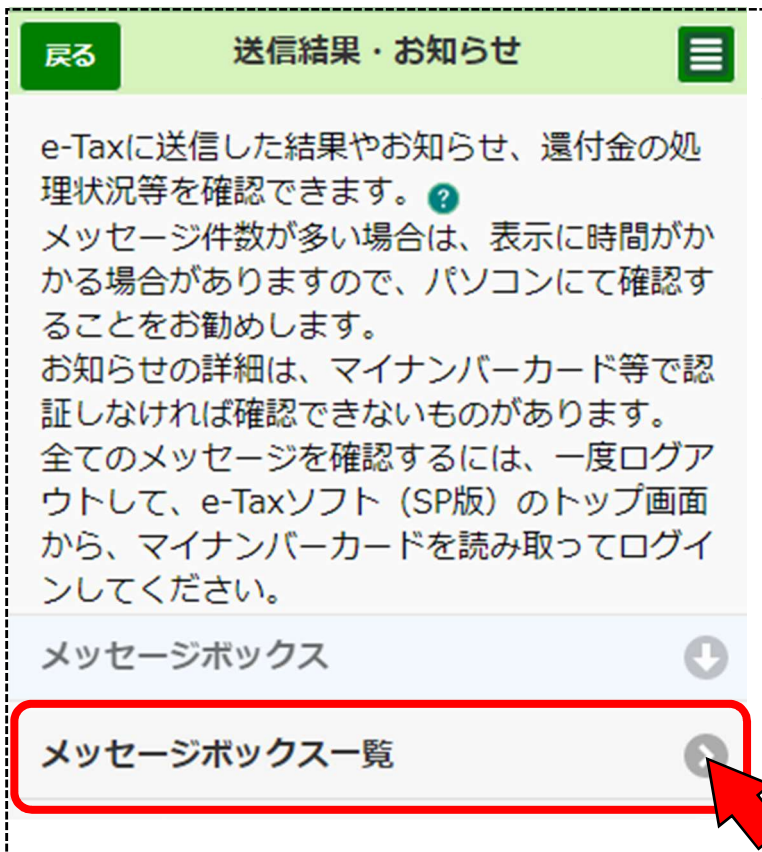 戻る
送信結果・お知らせ
e-Taxに送信した結果やお知らせ、還付金の処
理状況等を確認できます。?
メッセージ件数が多い場合は、表示に時間がか
かる場合がありますので、パソコンにて確認す
ることをお勧めします。
お知らせの詳細は、マイナンバーカード等で認
証しなければ確認できないものがあります。
全てのメッセージを確認するには、一度ログア
ウトして、e-Taxソフト（SP版）のトップ画面
から、マイナンバーカードを読み取ってログイ
ンしてください。
メッセージボックス
メッセージボックス一覧